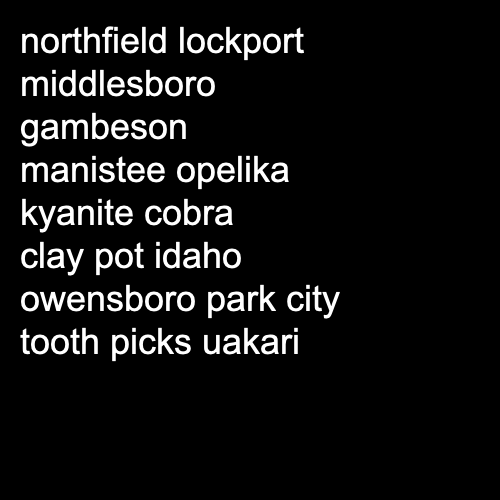 northfield lockport
middlesboro
gambeson
manistee opelika
kyanite cobra
clay pot idaho
owensboro park city
tooth picks uakari